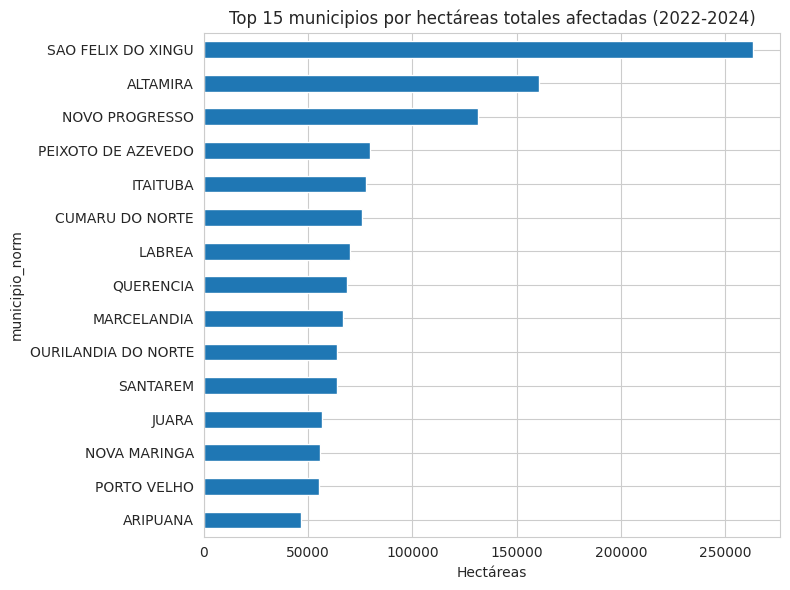 Top 15 municipios por hectáreas totales afectadas (2022-2024)
municipio_norm
SAO FELIX DO XINGU
ALTAMIRA
NOVO PROGRESSO
PEIXOTO DE AZEVEDO
ITAITUBA
CUMARU DO NORTE
LABREA
QUERENCIA
MARCELANDIA
OURILANDIA DO NORTE
SANTAREM
JUARA
NOVA MARINGA
PORTO VELHO
ARIPUANA
0 50000 100000 150000 200000 250000
Hectáreas